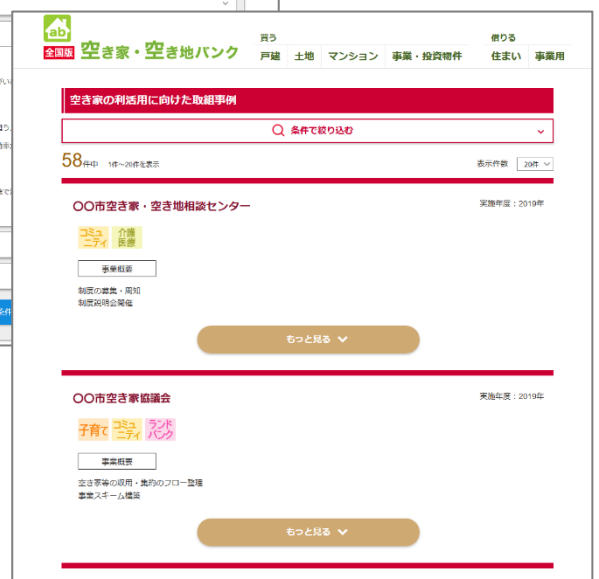 ab
全国版 空き家・空き地バンク
買う
戸建 土地 マンション 事業・投資物件
借りる
住まい 事業用
空き家の利活用に向けた取組事例
条件で絞り込む
58件中 1件～20件を表示
表示件数 20件
〇〇市空き家・空き地相談センター
実施年度：2019年
コミュニティ 介護医療
事業概要
制度の募集・周知
制度説明会開催
もっと見る
〇〇市空き家協議会
実施年度：2019年
子育て コミュニティ ランドバンク
事業概要
空き家等の収用・集約のフロー整理
事業スキーム構築
もっと見る
条件